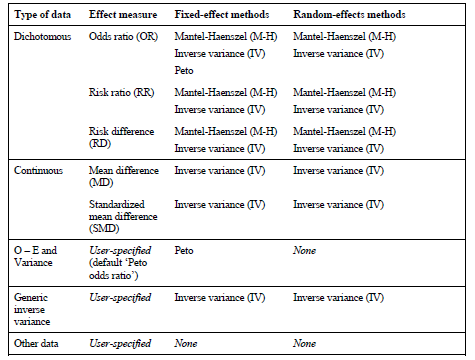 Type of data Effect measure Fixed-effect methods Random-effects methods
Dichotomous Odds ratio (OR) Mantel-Haenszel (M-H) Mantel-Haenszel (M-H)
Inverse variance (IV) Inverse variance (IV)
Peto
Risk ratio (RR) Mantel-Haenszel (M-H) Mantel-Haenszel (M-H)
Inverse variance (IV) Inverse variance (IV)
Risk difference Mantel-Haenszel (M-H) Mantel-Haenszel (M-H)
(RD) Inverse variance (IV) Inverse variance (IV)
Continuous Mean difference Inverse variance (IV) Inverse variance (IV)
(MD)
Standardized Inverse variance (IV) Inverse variance (IV)
mean difference
(SMD)
O – E and User-specified Peto None
Variance (default ‘Peto
odds ratio’)
Generic User-specified Inverse variance (IV) Inverse variance (IV)
inverse
variance
Other data User-specified None None